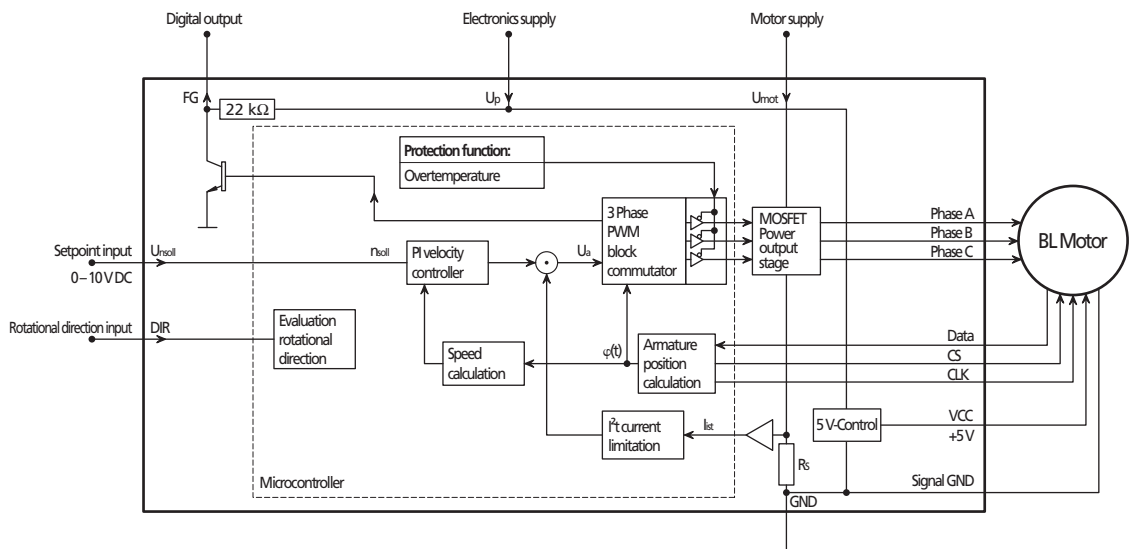 Digital output
Electronics supply
Motor supply
FG
22 kΩ
Up
Umot
Protection function:
Overtemperature
3 Phase
PWM
block
commutator
MOSFET
Power
output
stage
Phase A
Phase B
Phase C
BL Motor
Setpoint input
0–10 V DC
Unsoll
nsoll
PI velocity
controller
Ua
Rotational direction input
DIR
Evaluation
rotational
direction
Speed
calculation
φ(t)
Armature
position
calculation
Data
CS
CLK
I²t current
limitation
Iist
5 V-Control
VCC
+5 V
RS
Microcontroller
GND
Signal GND